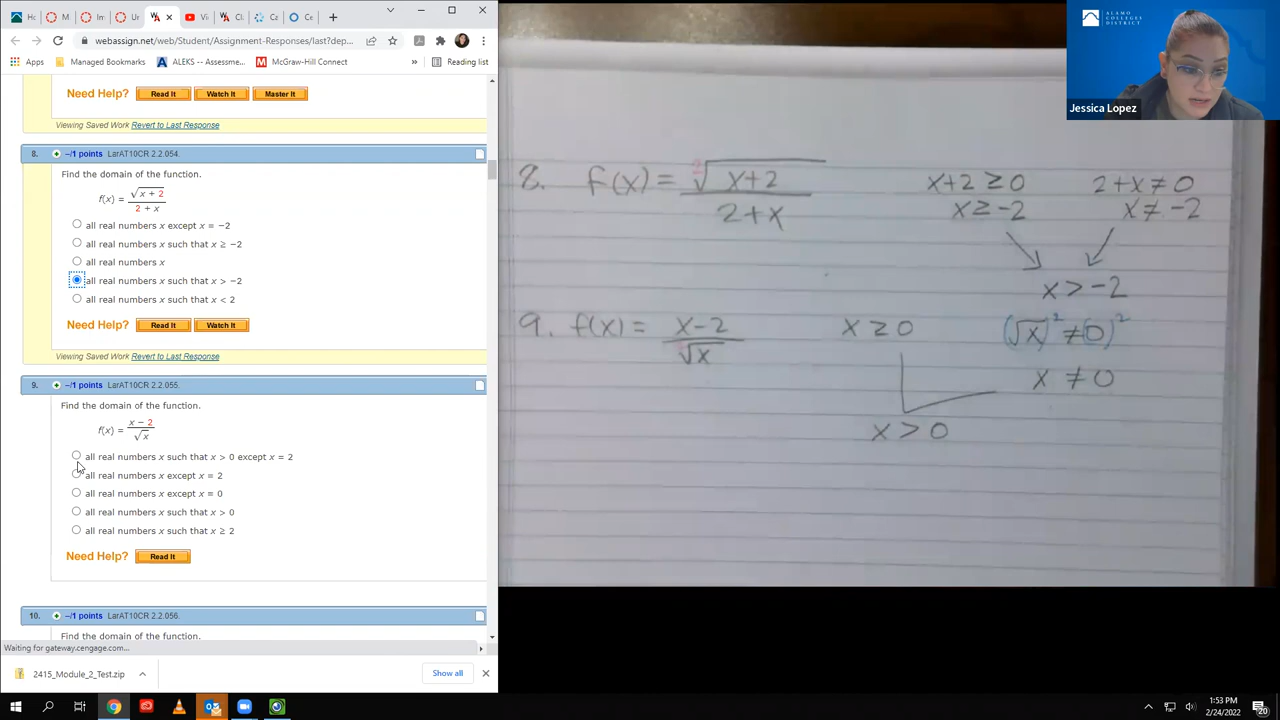 webassign.net/web/Student/Assignment-Responses/last?dep...
Apps
Managed Bookmarks
ALEKS -- Assessme...
McGraw-Hill Connect
»
Reading list
Need Help? Read It Watch It Master It
Viewing Saved Work Revert to Last Response
8. –/1 points LarAT10CR 2.2.054.
Find the domain of the function.
f(x) = √(x + 2) / (2 + x)
all real numbers x except x = −2
all real numbers x such that x ≥ −2
all real numbers x
all real numbers x such that x > −2
all real numbers x such that x < 2
Need Help? Read It Watch It
Viewing Saved Work Revert to Last Response
9. –/1 points LarAT10CR 2.2.055.
Find the domain of the function.
f(x) = (x − 2) / √x
all real numbers x such that x > 0 except x = 2
all real numbers x except x = 2
all real numbers x except x = 0
all real numbers x such that x > 0
all real numbers x such that x ≥ 2
Need Help? Read It
10. –/1 points LarAT10CR 2.2.056.
Find the domain of the function.
Waiting for gateway.cengage.com...
2415_Module_2_Test.zip
Show all
1:53 PM
2/24/2022
20
8. f(x) = ²√(x+2) / (2+x)
x+2 ≥ 0
x ≥ -2
2+x ≠ 0
x ≠ -2
x > -2
9. f(x) = (x-2) / √x
x ≥ 0
(√x)² ≠ (0)²
x ≠ 0
x > 0
ALAMO
COLLEGES
DISTRICT
Jessica Lopez